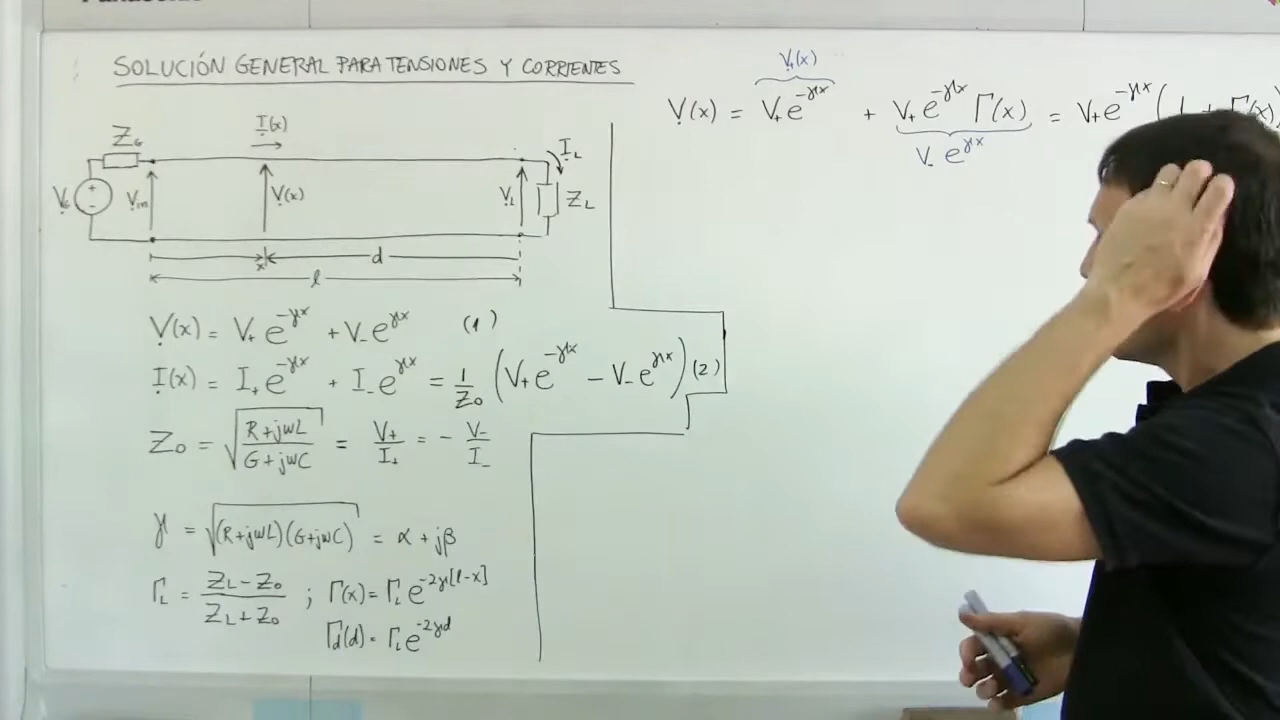 SOLUCIÓN GENERAL PARA TENSIONES Y CORRIENTES
I(x)
Z_G
I_L
V_G
V_in
V(x)
V_L
Z_L
x
d
l
V(x) = V₊e^{-γx} + V₋e^{γx} (1)
I(x) = I₊e^{-γx} + I₋e^{γx} = 1/Z₀ (V₊e^{-γx} - V₋e^{γx}) (2)
Z₀ = √((R+jωL)/(G+jωC)) = V₊/I₊ = - V₋/I₋
γ = √((R+jωL)(G+jωC)) = α + jβ
Γ_L = (Z_L-Z₀)/(Z_L+Z₀) ; Γ(x) = Γ_L e^{-2γ[l-x]}
Γ_d(d) = Γ_L e^{-2γd}
V₊(x)
V(x) = V₊e^{-γx} + V₊e^{-γx} Γ(x) = V₊e^{-γx} (1 + Γ(x)
V₋ e^{γx}